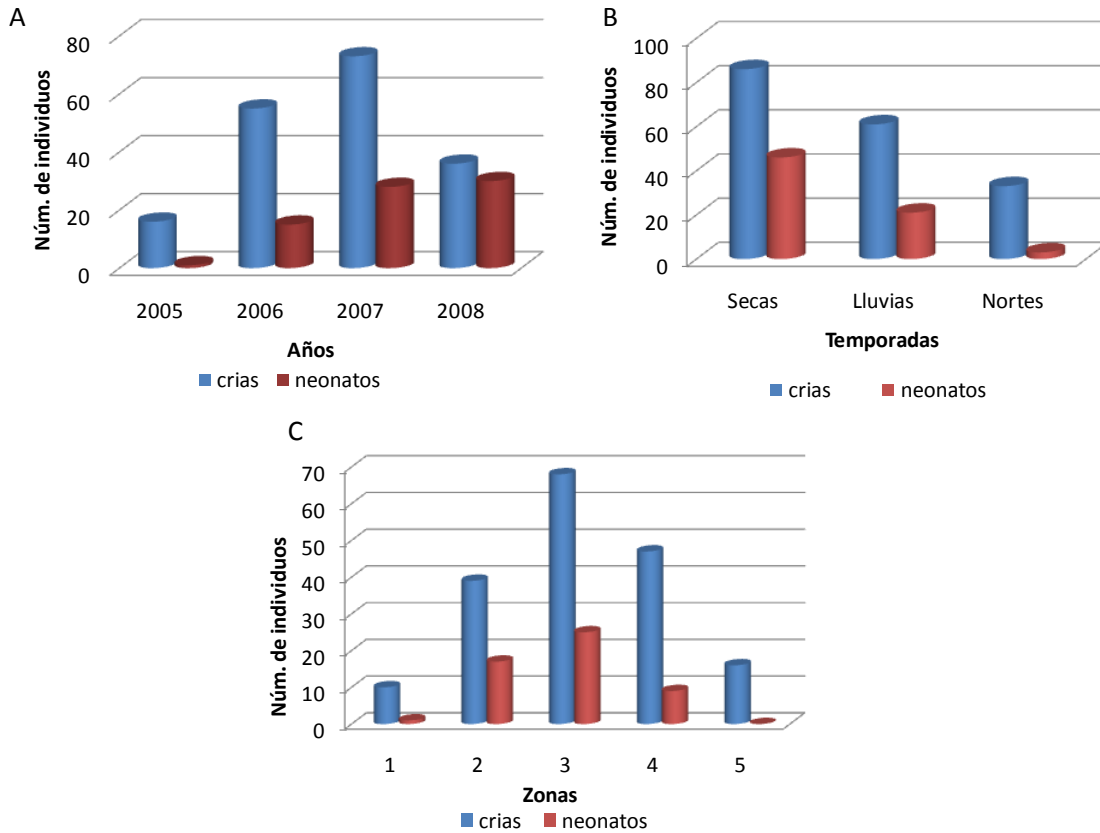 A
Núm. de individuos
80
60
40
20
0
2005 2006 2007 2008
Años
crias neonatos
B
Núm. de individuos
100
80
60
40
20
0
Secas Lluvias Nortes
Temporadas
crias neonatos
C
Núm. de individuos
70
60
50
40
30
20
10
0
1 2 3 4 5
Zonas
crias neonatos